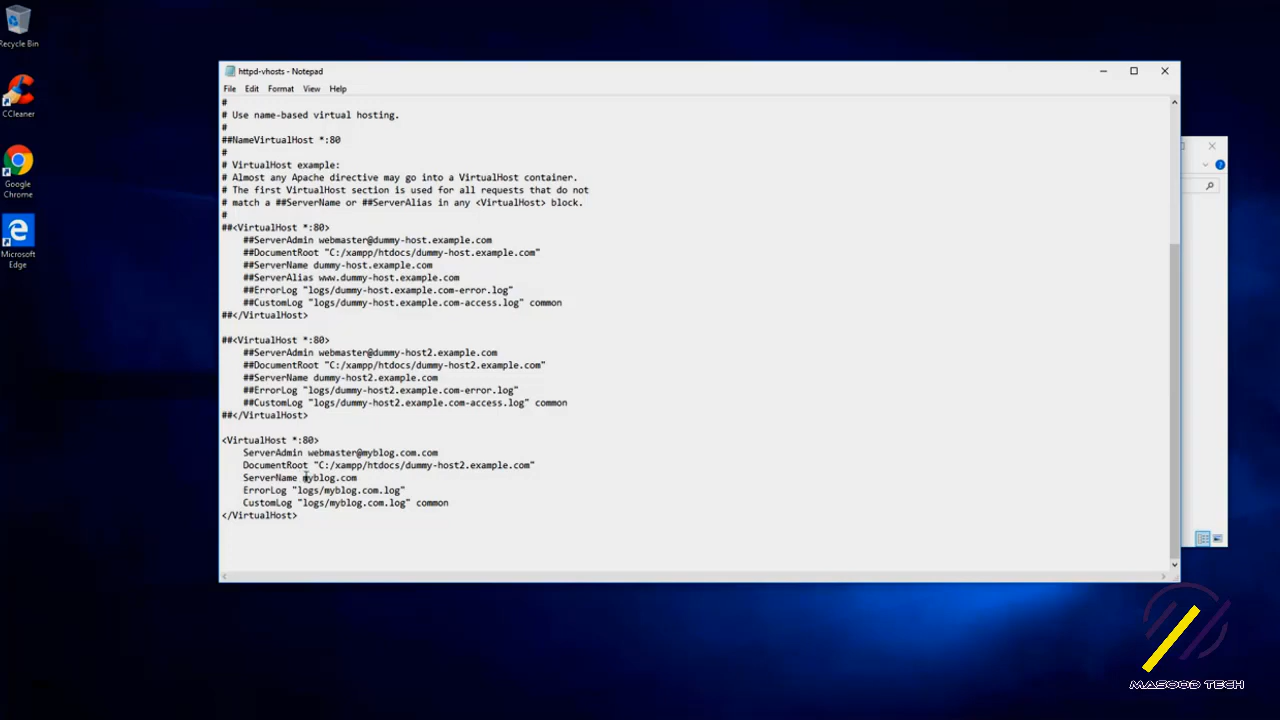 Recycle Bin
CCleaner
Google
Chrome
Microsoft
Edge
httpd-vhosts - Notepad
File Edit Format View Help
#
# Use name-based virtual hosting.
#
##NameVirtualHost *:80
#
# VirtualHost example:
# Almost any Apache directive may go into a VirtualHost container.
# The first VirtualHost section is used for all requests that do not
# match a ##ServerName or ##ServerAlias in any <VirtualHost> block.
#
##<VirtualHost *:80>
##ServerAdmin webmaster@dummy-host.example.com
##DocumentRoot "C:/xampp/htdocs/dummy-host.example.com"
##ServerName dummy-host.example.com
##ServerAlias www.dummy-host.example.com
##ErrorLog "logs/dummy-host.example.com-error.log"
##CustomLog "logs/dummy-host.example.com-access.log" common
##</VirtualHost>
##<VirtualHost *:80>
##ServerAdmin webmaster@dummy-host2.example.com
##DocumentRoot "C:/xampp/htdocs/dummy-host2.example.com"
##ServerName dummy-host2.example.com
##ErrorLog "logs/dummy-host2.example.com-error.log"
##CustomLog "logs/dummy-host2.example.com-access.log" common
##</VirtualHost>
<VirtualHost *:80>
ServerAdmin webmaster@myblog.com.com
DocumentRoot "C:/xampp/htdocs/dummy-host2.example.com"
ServerName myblog.com
ErrorLog "logs/myblog.com.log"
CustomLog "logs/myblog.com.log" common
</VirtualHost>
MASOOD TECH